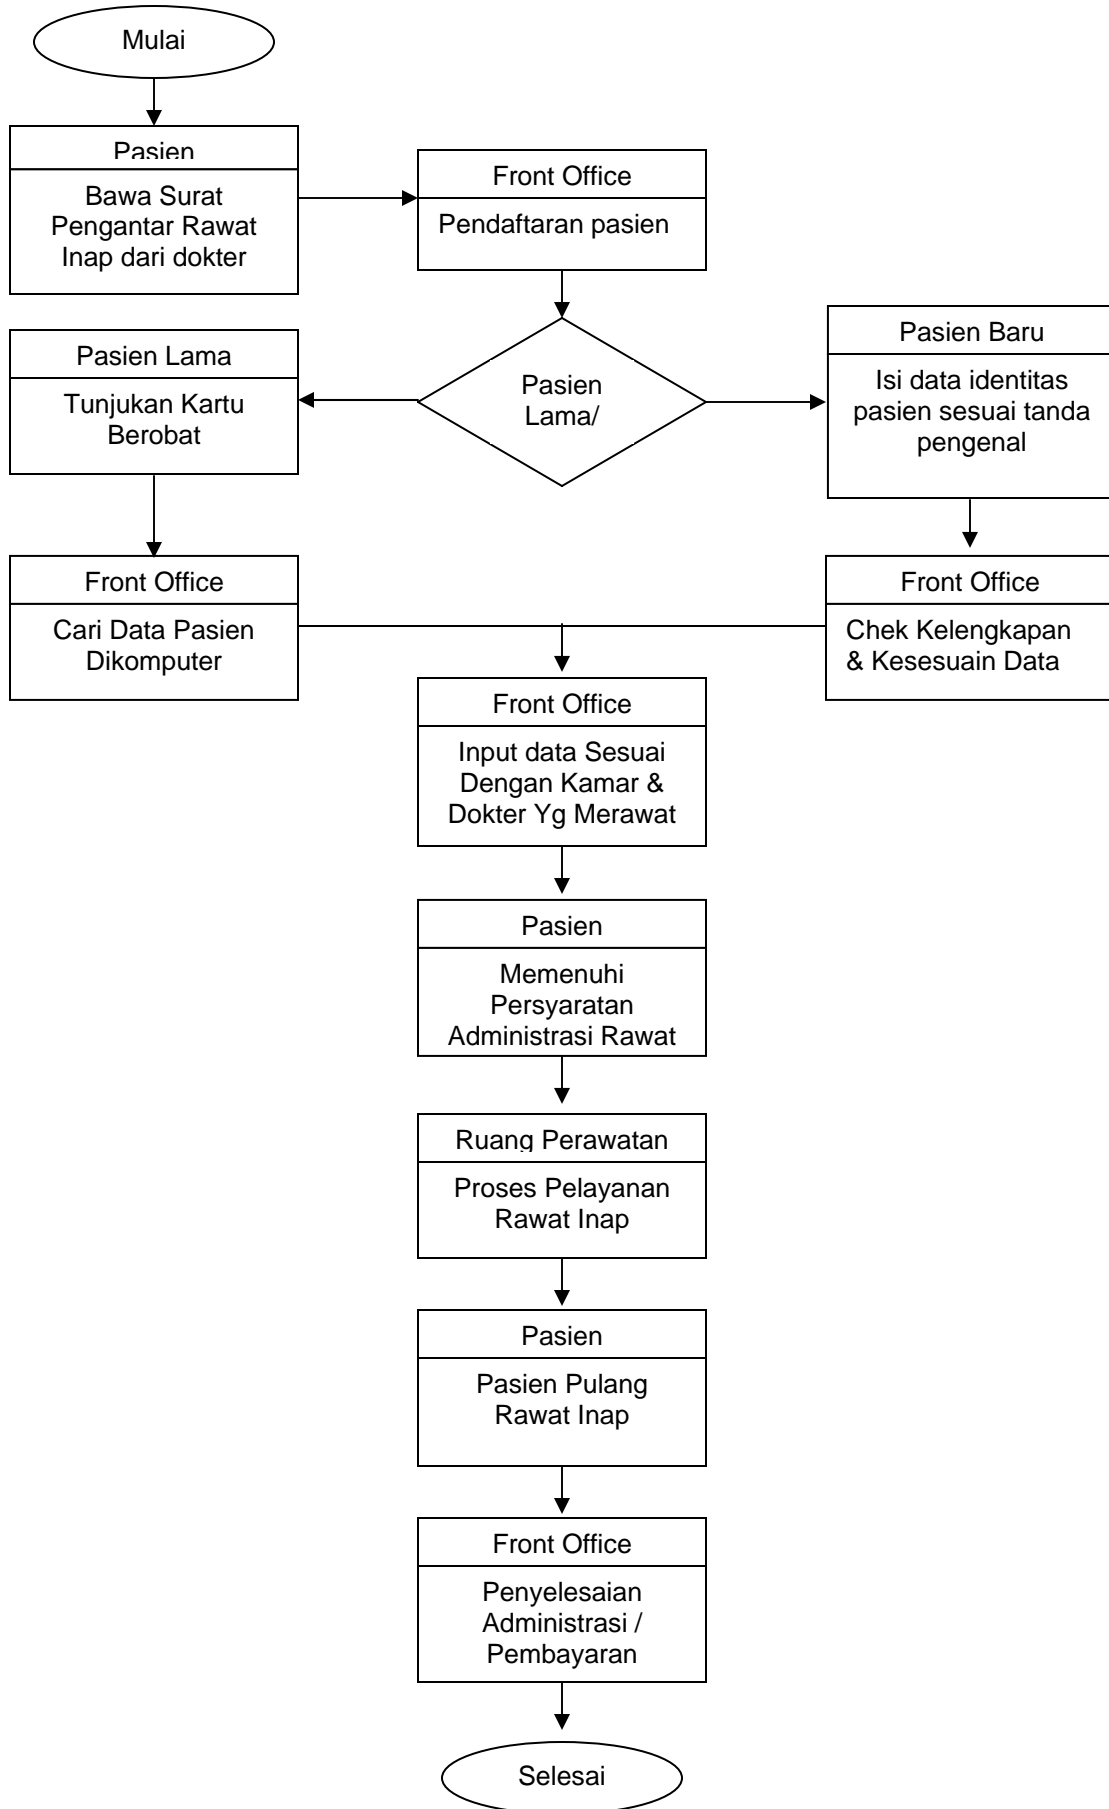 Mulai
Pasien
Bawa Surat
Pengantar Rawat
Inap dari dokter
Front Office
Pendaftaran pasien
Pasien
Lama/
Pasien Lama
Tunjukan Kartu
Berobat
Pasien Baru
Isi data identitas
pasien sesuai tanda
pengenal
Front Office
Cari Data Pasien
Dikomputer
Front Office
Chek Kelengkapan
& Kesesuain Data
Front Office
Input data Sesuai
Dengan Kamar &
Dokter Yg Merawat
Pasien
Memenuhi
Persyaratan
Administrasi Rawat
Ruang Perawatan
Proses Pelayanan
Rawat Inap
Pasien
Pasien Pulang
Rawat Inap
Front Office
Penyelesaian
Administrasi /
Pembayaran
Selesai